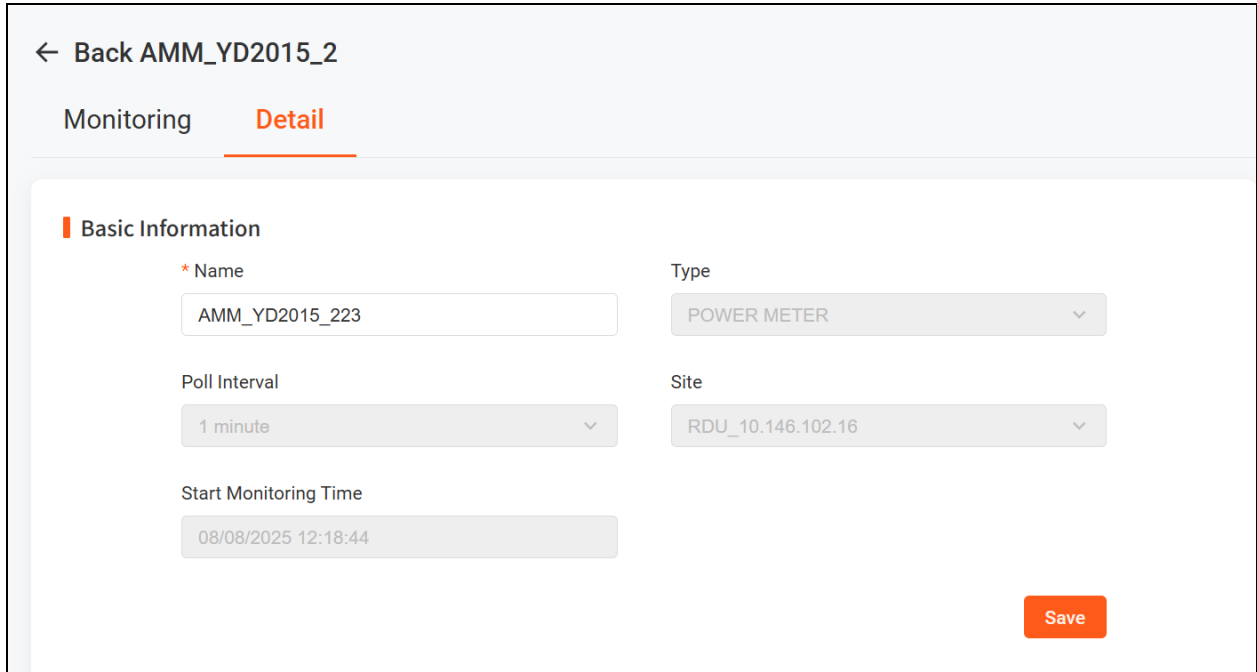 Back AMM_YD2015_2
Monitoring Detail
Basic Information
* Name
AMM_YD2015_223
Type
POWER METER
Poll Interval
1 minute
Site
RDU_10.146.102.16
Start Monitoring Time
08/08/2025 12:18:44
Save